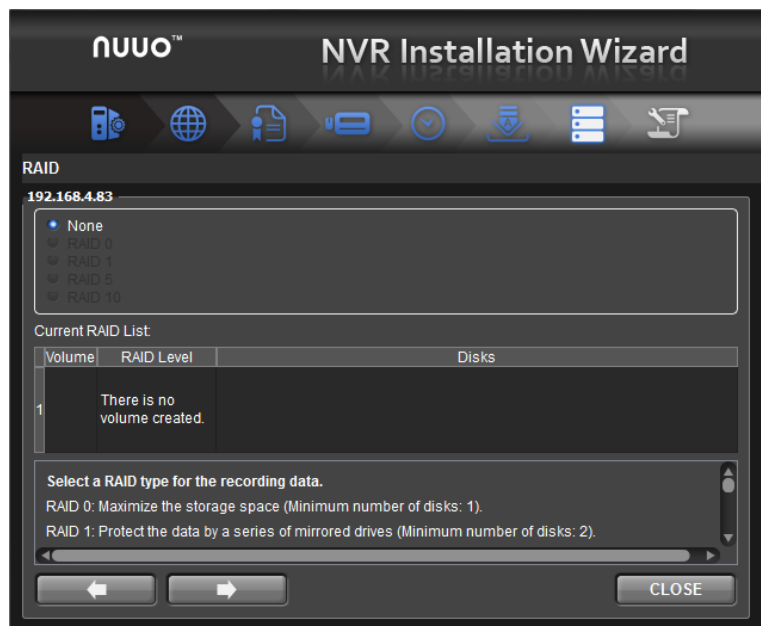 nuuo™
NVR Installation Wizard
RAID
192.168.4.83
None
RAID 0
RAID 1
RAID 5
RAID 10
Current RAID List:
Volume RAID Level Disks
1 There is no
volume created.
Select a RAID type for the recording data.
RAID 0: Maximize the storage space (Minimum number of disks: 1).
RAID 1: Protect the data by a series of mirrored drives (Minimum number of disks: 2).
CLOSE